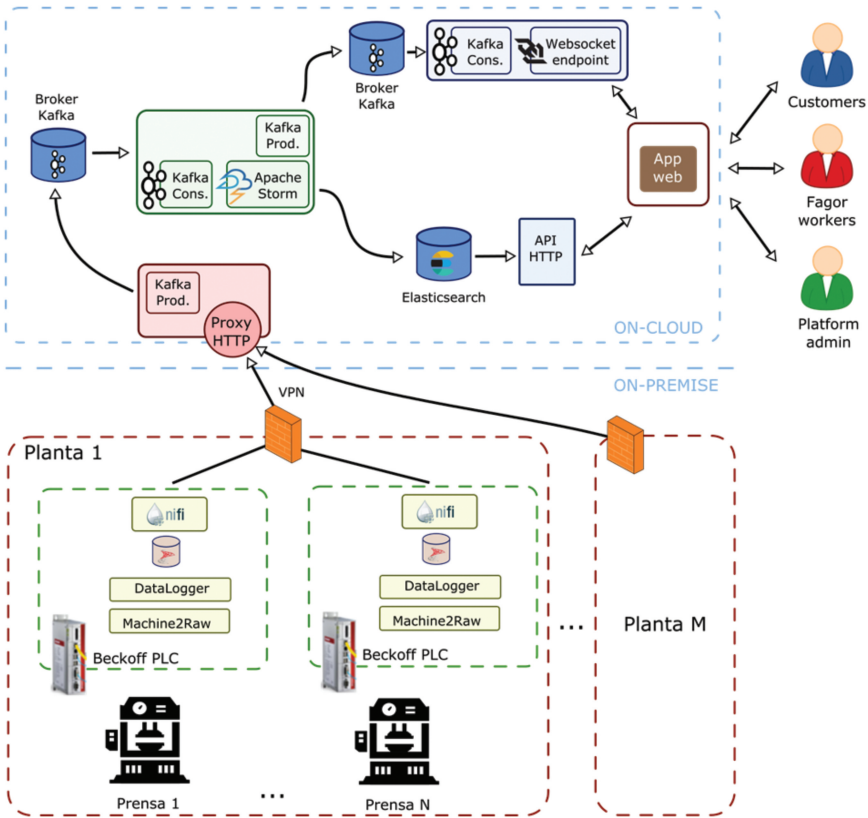 Broker
Kafka
Kafka
Prod.
Kafka
Cons.
Apache
Storm
Broker
Kafka
Kafka
Cons.
Websocket
endpoint
App
web
Customers
Fagor
workers
Platform
admin
Elasticsearch
API
HTTP
Kafka
Prod.
Proxy
HTTP
ON-CLOUD
ON-PREMISE
VPN
Planta 1
nifi
DataLogger
Machine2Raw
Beckoff PLC
Prensa 1
...
nifi
DataLogger
Machine2Raw
Beckoff PLC
Prensa N
...
Planta M